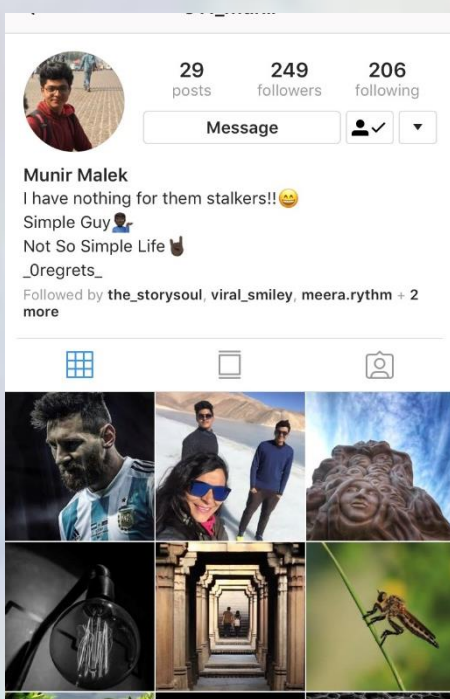 29 249 206
posts followers following
Message
Munir Malek
I have nothing for them stalkers!!😄
Simple Guy💁🏿‍♂️
Not So Simple Life🤘🏿
_0regrets_
Followed by the_storysoul, viral_smiley, meera.rythm + 2
more